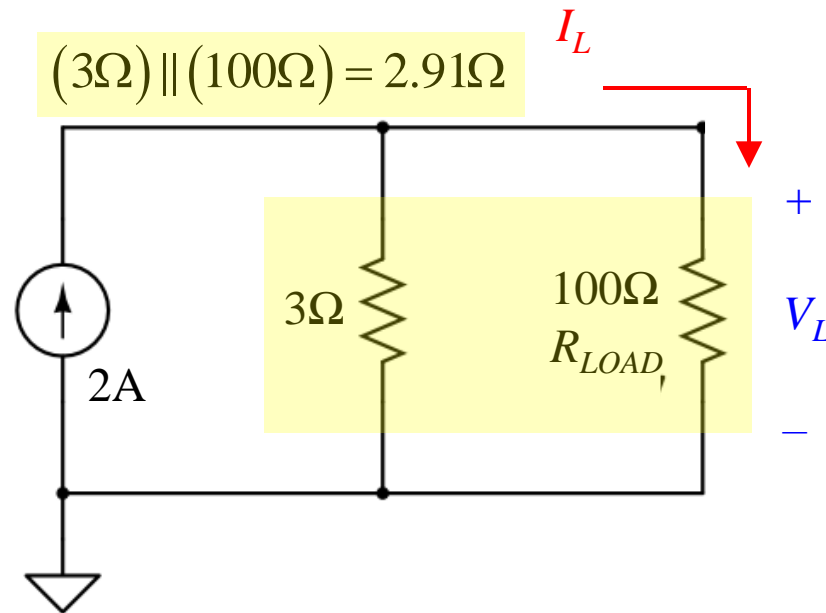 I_L
(3Ω) || (100Ω) = 2.91Ω
+
3Ω
100Ω
R_LOAD
V_L
2A
−